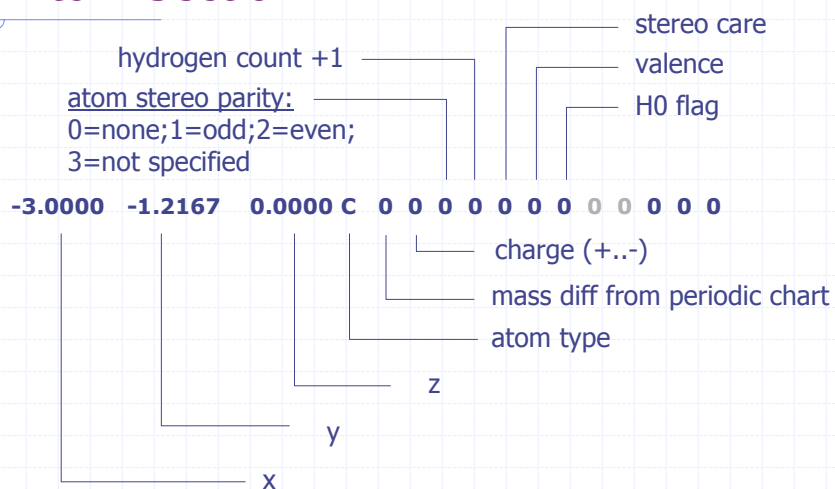 stereo care
hydrogen count +1
valence
atom stereo parity:
H0 flag
0=none;1=odd;2=even;
3=not specified
-3.0000 -1.2167 0.0000 C 0 0 0 0 0 0 0 0 0 0 0 0
charge (+..-)
mass diff from periodic chart
atom type
z
y
x